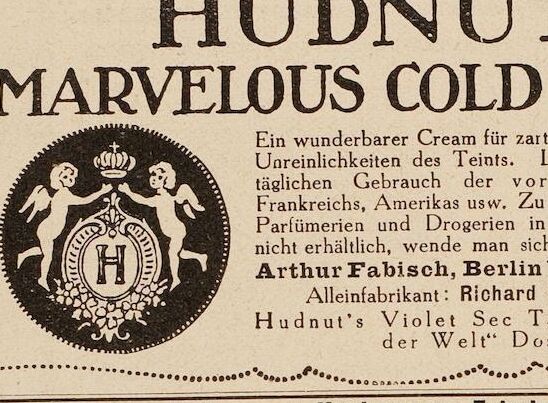 HUDNU
MARVELOUS COLD
Ein wunderbarer Cream für zart
Unreinlichkeiten des Teints.
täglichen Gebrauch der vor
Frankreichs, Amerikas usw. Zu
Parfümerien und Drogerien in
nicht erhältlich, wende man sich
Arthur Fabisch, Berlin
H
Alleinfabrikant: Richard
Hudnut's Violet Sec T
der Welt“ Dos